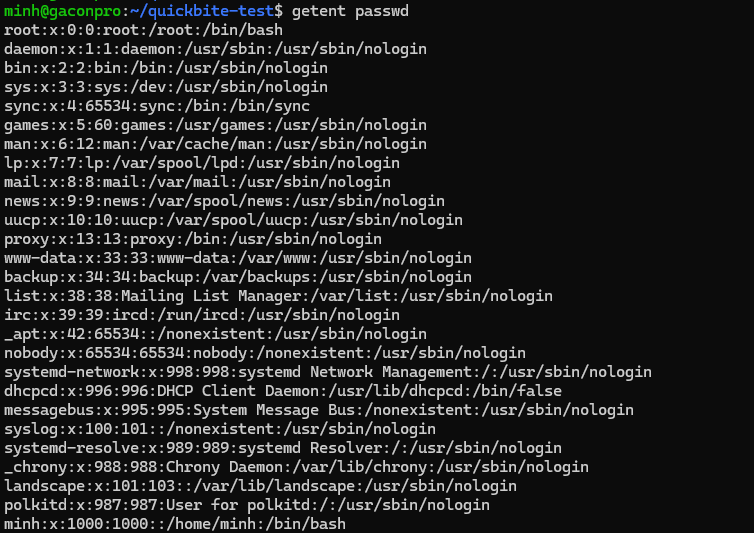 minh@gaconpro:~/quickbite-test$ getent passwd
root:x:0:0:root:/root:/bin/bash
daemon:x:1:1:daemon:/usr/sbin:/usr/sbin/nologin
bin:x:2:2:bin:/bin:/usr/sbin/nologin
sys:x:3:3:sys:/dev:/usr/sbin/nologin
sync:x:4:65534:sync:/bin:/bin/sync
games:x:5:60:games:/usr/games:/usr/sbin/nologin
man:x:6:12:man:/var/cache/man:/usr/sbin/nologin
lp:x:7:7:lp:/var/spool/lpd:/usr/sbin/nologin
mail:x:8:8:mail:/var/mail:/usr/sbin/nologin
news:x:9:9:news:/var/spool/news:/usr/sbin/nologin
uucp:x:10:10:uucp:/var/spool/uucp:/usr/sbin/nologin
proxy:x:13:13:proxy:/bin:/usr/sbin/nologin
www-data:x:33:33:www-data:/var/www:/usr/sbin/nologin
backup:x:34:34:backup:/var/backups:/usr/sbin/nologin
list:x:38:38:Mailing List Manager:/var/list:/usr/sbin/nologin
irc:x:39:39:ircd:/run/ircd:/usr/sbin/nologin
_apt:x:42:65534::/nonexistent:/usr/sbin/nologin
nobody:x:65534:65534:nobody:/nonexistent:/usr/sbin/nologin
systemd-network:x:998:998:systemd Network Management:/:/usr/sbin/nologin
dhcpcd:x:996:996:DHCP Client Daemon:/usr/lib/dhcpcd:/bin/false
messagebus:x:995:995:System Message Bus:/nonexistent:/usr/sbin/nologin
syslog:x:100:101::/nonexistent:/usr/sbin/nologin
systemd-resolve:x:989:989:systemd Resolver:/:/usr/sbin/nologin
_chrony:x:988:988:Chrony Daemon:/var/lib/chrony:/usr/sbin/nologin
landscape:x:101:103::/var/lib/landscape:/usr/sbin/nologin
polkitd:x:987:987:User for polkitd:/:/usr/sbin/nologin
minh:x:1000:1000::/home/minh:/bin/bash